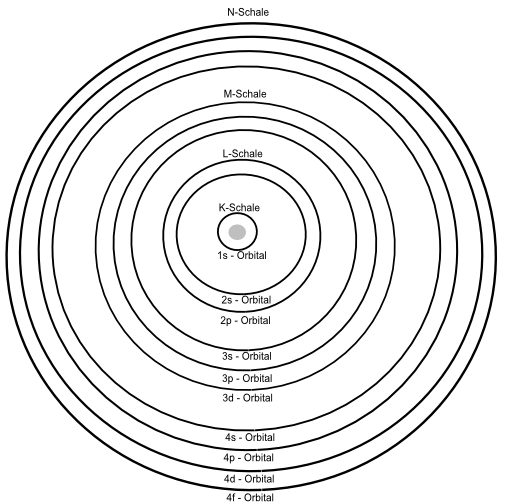 N-Schale
M-Schale
L-Schale
K-Schale
1s - Orbital
2s - Orbital
2p - Orbital
3s - Orbital
3p - Orbital
3d - Orbital
4s - Orbital
4p - Orbital
4d - Orbital
4f - Orbital